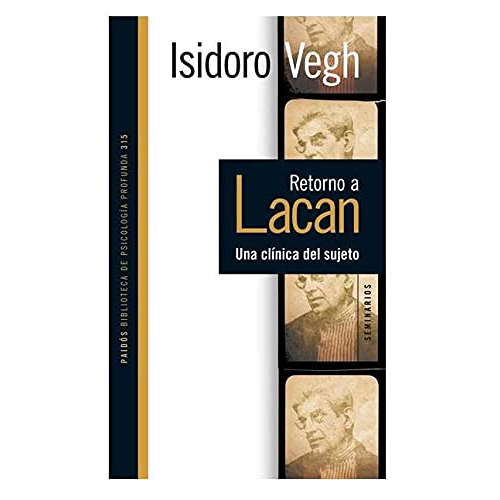 Isidoro Vegh
Retorno a
Lacan
Una clínica del sujeto
SEMINARIOS
PAIDÓS BIBLIOTECA DE PSICOLOGÍA PROFUNDA 315